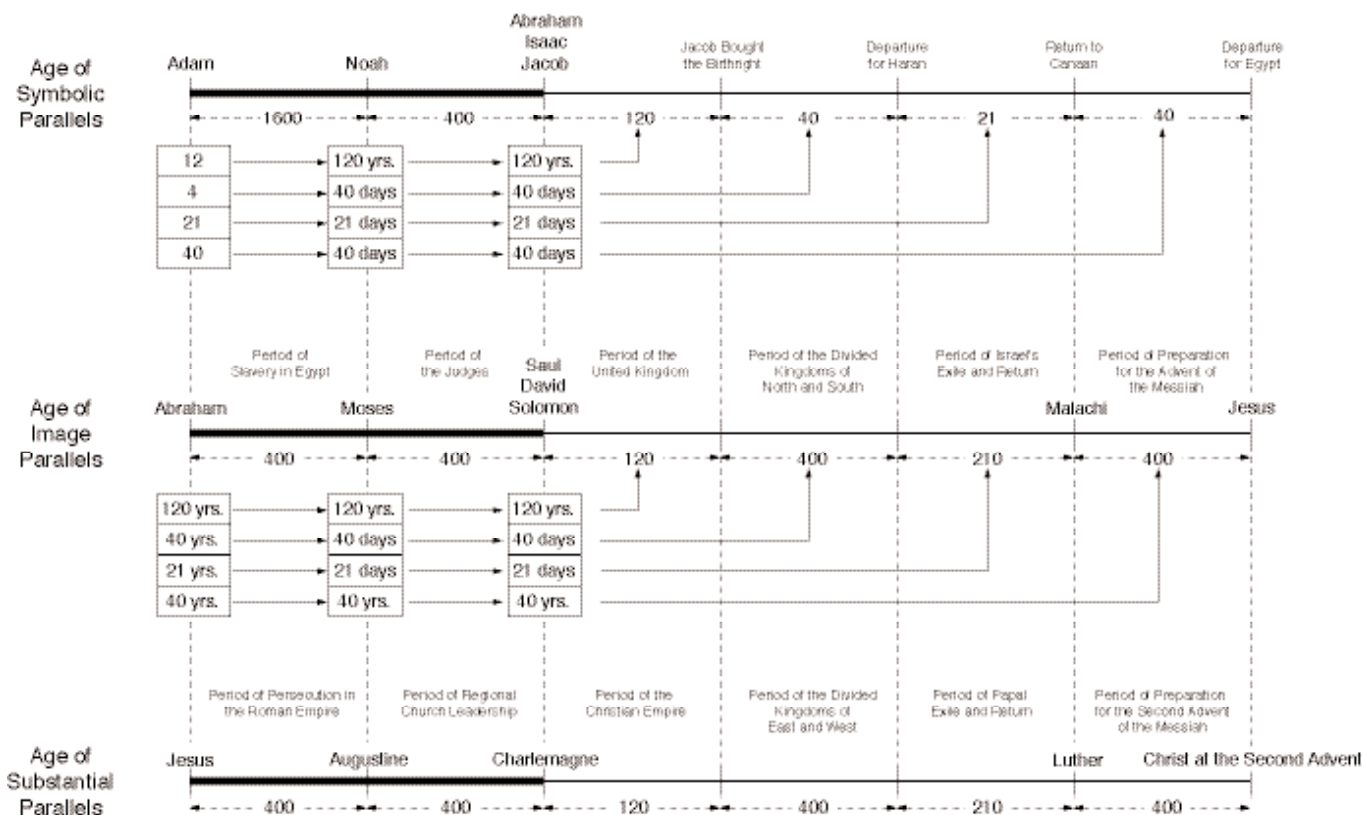 Abraham
Isaac
Jacob
Adam
Noah
Jacob Bought
the Birthright
Departure
for Haran
Return to
Canaan
Departure
for Egypt
Age of
Symbolic
Parallels
1600 400 120 40 21 40
12 120 yrs. 120 yrs.
4 40 days 40 days
21 21 days 21 days
40 40 days 40 days
Period of
Slavery in Egypt
Period of
the Judges
Saul
David
Solomon
Period of the
United Kingdom
Period of the Divided
Kingdoms of
North and South
Period of Israel's
Exile and Return
Period of Preparation
for the Advent of
the Messiah
Abraham
Moses
Malachi
Jesus
Age of
Image
Parallels
400 400 120 400 210 400
120 yrs. 120 yrs. 120 yrs.
40 yrs. 40 days 40 days
21 yrs. 21 days 21 days
40 yrs. 40 yrs. 40 yrs.
Period of Persecution in
the Roman Empire
Period of Regional
Church Leadership
Period of the
Christian Empire
Period of the Divided
Kingdoms of
East and West
Period of Papal
Exile and Return
Period of Preparation
for the Second Advent
of the Messiah
Jesus
Augustine
Charlemagne
Luther
Christ at the Second Advent
Age of
Substantial
Parallels
400 400 120 400 210 400